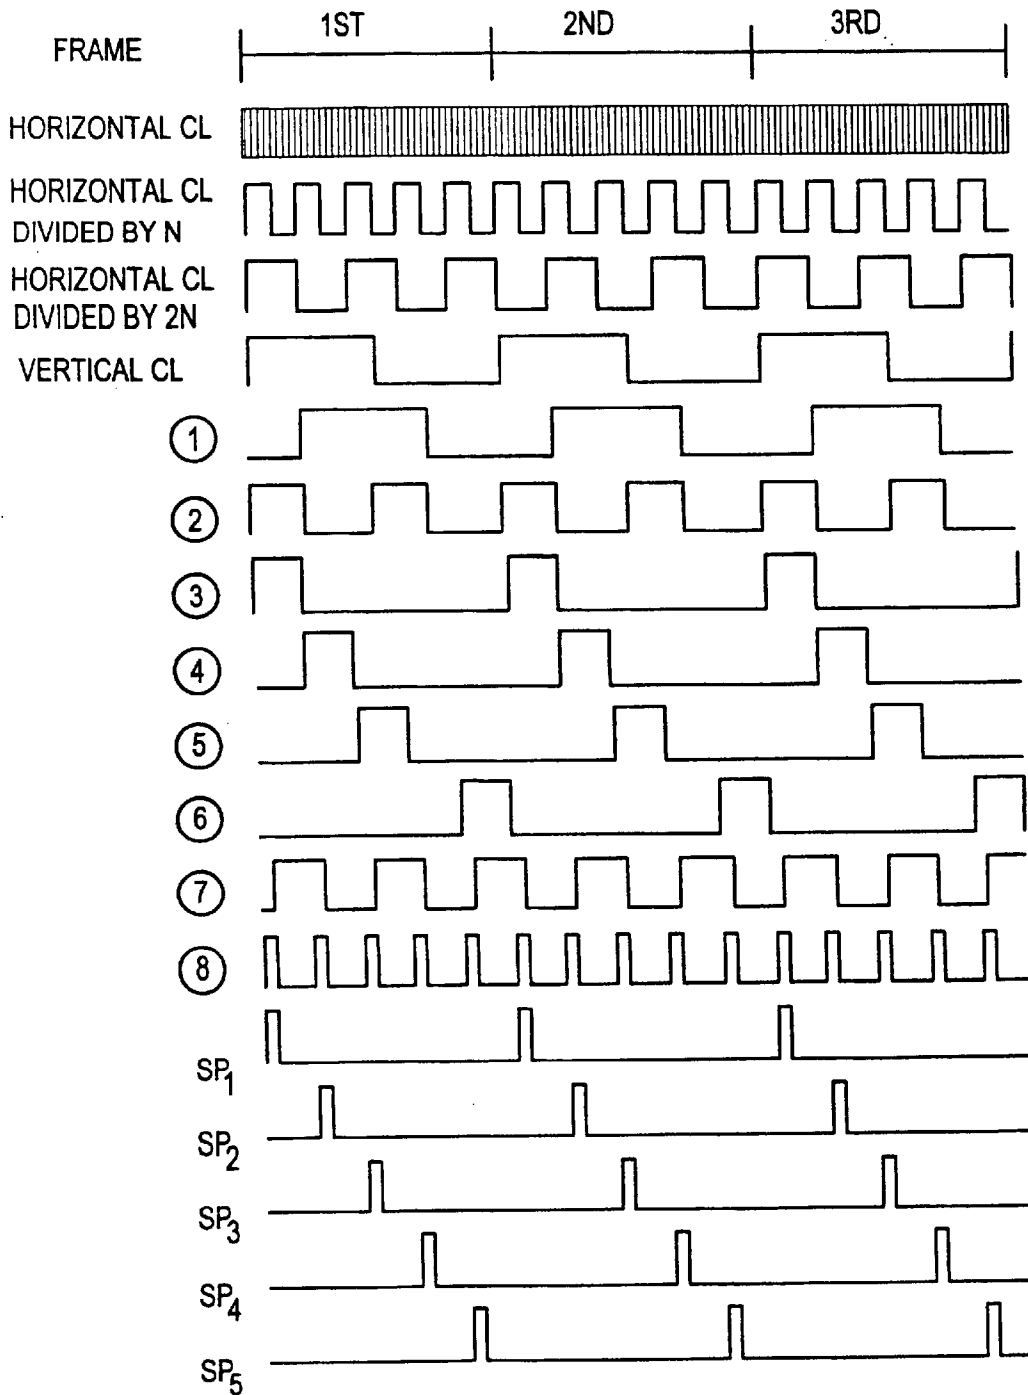 FRAME 1ST 2ND 3RD
HORIZONTAL CL
HORIZONTAL CL
DIVIDED BY N
HORIZONTAL CL
DIVIDED BY 2N
VERTICAL CL
1
2
3
4
5
6
7
8
SP1
SP2
SP3
SP4
SP5